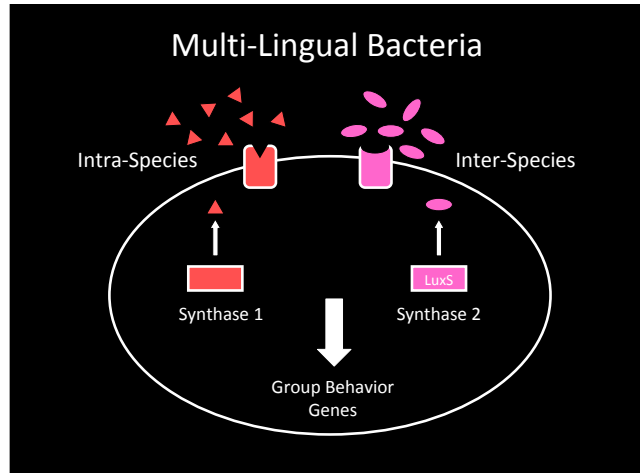 Multi-Lingual Bacteria
Intra-Species
Inter-Species
LuxS
Synthase 1
Synthase 2
Group Behavior
Genes